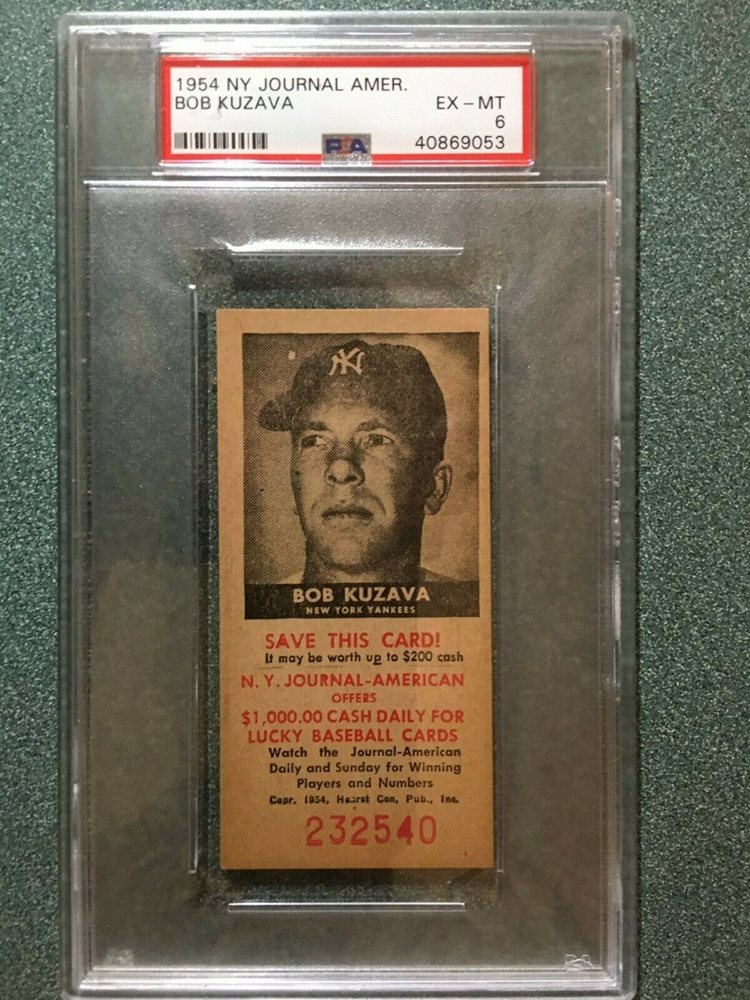 1954 NY JOURNAL AMER.
BOB KUZAVA EX - MT
6
PSA 40869053
NY
BOB KUZAVA
NEW YORK YANKEES
SAVE THIS CARD!
It may be worth up to $200 cash
N. Y. JOURNAL-AMERICAN
OFFERS
$1,000.00 CASH DAILY FOR
LUCKY BASEBALL CARDS
Watch the Journal-American
Daily and Sunday for Winning
Players and Numbers
Copr. 1954, Hearst Con. Pub., Inc.
232540